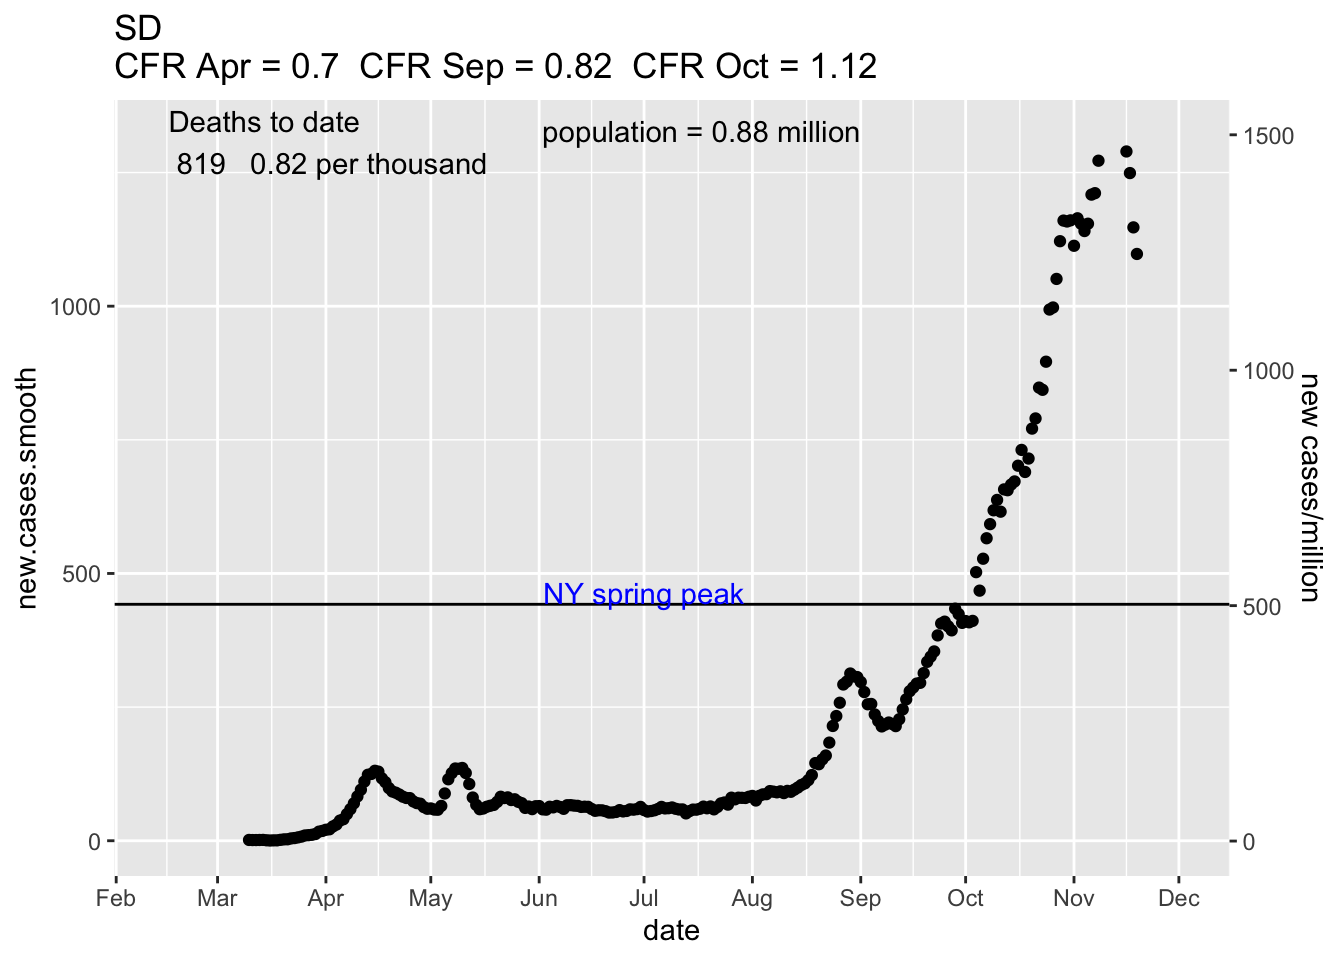 SD
CFR Apr = 0.7  CFR Sep = 0.82  CFR Oct = 1.12
Deaths to date
819   0.82 per thousand
population = 0.88 million
NY spring peak
new.cases.smooth
1000
500
0
1500
1000
500
0
new cases/million
Feb Mar Apr May Jun Jul Aug Sep Oct Nov Dec
date